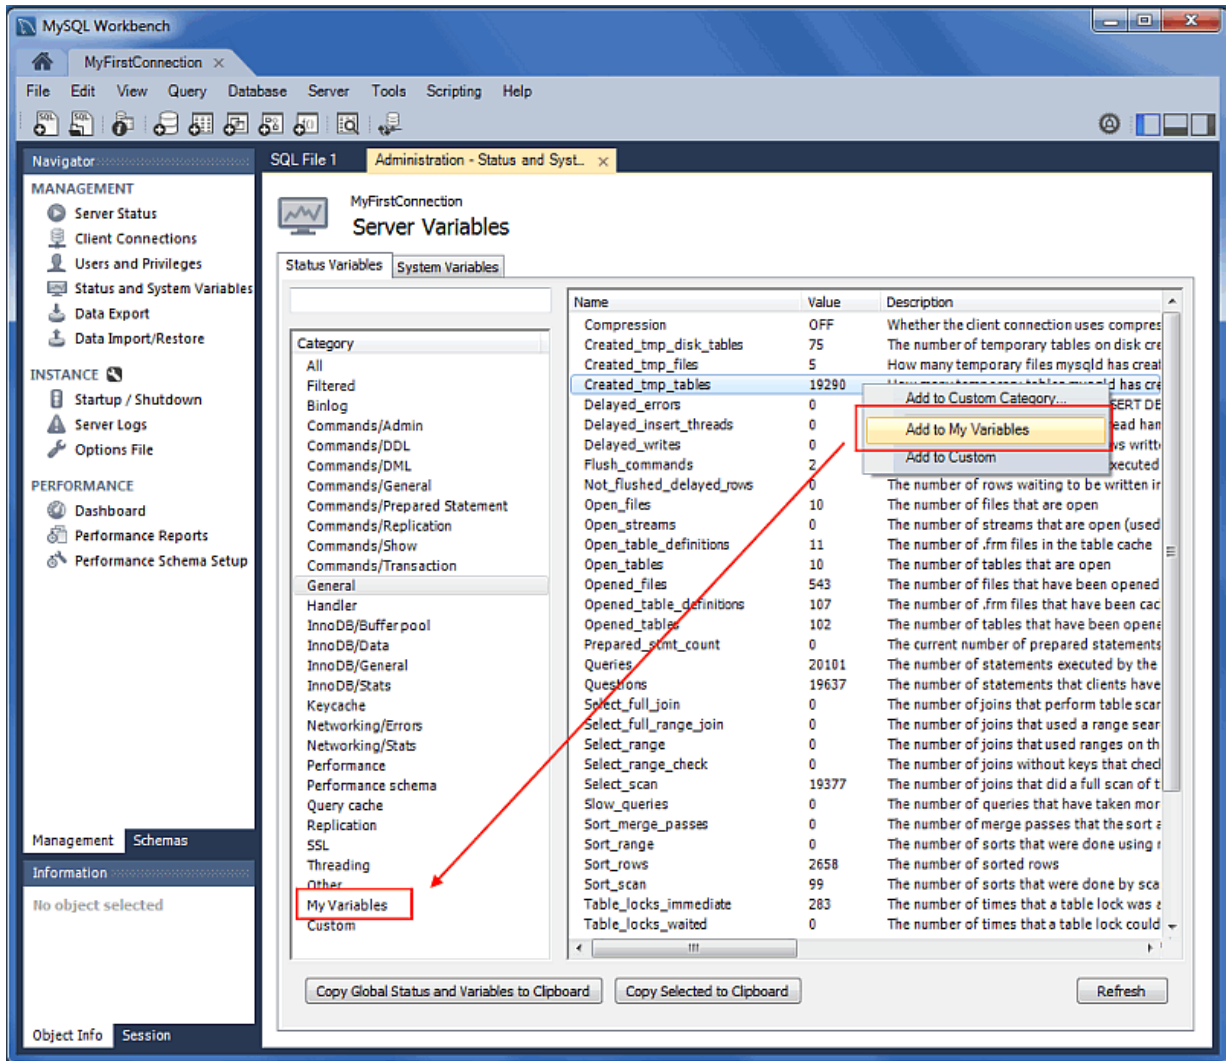 MySQL Workbench
MyFirstConnection
File Edit View Query Database Server Tools Scripting Help
Navigator
MANAGEMENT
Server Status
Client Connections
Users and Privileges
Status and System Variables
Data Export
Data Import/Restore
INSTANCE
Startup / Shutdown
Server Logs
Options File
PERFORMANCE
Dashboard
Performance Reports
Performance Schema Setup
Management Schemas
Information
No object selected
Object Info Session
SQL File 1 Administration - Status and Syst...
MyFirstConnection
Server Variables
Status Variables System Variables
Category
All
Filtered
Binlog
Commands/Admin
Commands/DDL
Commands/DML
Commands/General
Commands/Prepared Statement
Commands/Replication
Commands/Show
Commands/Transaction
General
Handler
InnoDB/Buffer pool
InnoDB/Data
InnoDB/General
InnoDB/Stats
Keycache
Networking/Errors
Networking/Stats
Performance
Performance schema
Query cache
Replication
SSL
Threading
Other
My Variables
Custom
Name Value Description
Compression OFF Whether the client connection uses compres
Created_tmp_disk_tables 75 The number of temporary tables on disk cre
Created_tmp_files 5 How many temporary files mysqld has creat
Created_tmp_tables 19290 How many temporary tables mysqld has cre
Delayed_errors 0 SERT DE
Delayed_insert_threads 0 ead han
Delayed_writes 0 ws writt
Flush_commands 2 xecuted
Not_flushed_delayed_rows 0 The number of rows waiting to be written in
Open_files 10 The number of files that are open
Open_streams 0 The number of streams that are open (used
Open_table_definitions 11 The number of .frm files in the table cache
Open_tables 10 The number of tables that are open
Opened_files 543 The number of files that have been opened
Opened_table_definitions 107 The number of .frm files that have been cac
Opened_tables 102 The number of tables that have been opene
Prepared_stmt_count 0 The current number of prepared statements
Queries 20101 The number of statements executed by the
Questions 19637 The number of statements that clients have
Select_full_join 0 The number of joins that perform table scar
Select_full_range_join 0 The number of joins that used a range sear
Select_range 0 The number of joins that used ranges on th
Select_range_check 0 The number of joins without keys that chec
Select_scan 19377 The number of joins that did a full scan of t
Slow_queries 0 The number of queries that have taken mor
Sort_merge_passes 0 The number of merge passes that the sort a
Sort_range 0 The number of sorts that were done using r
Sort_rows 2658 The number of sorted rows
Sort_scan 99 The number of sorts that were done by sca
Table_locks_immediate 283 The number of times that a table lock was a
Table_locks_waited 0 The number of times that a table lock could
Add to Custom Category...
Add to My Variables
Add to Custom
Copy Global Status and Variables to Clipboard Copy Selected to Clipboard Refresh